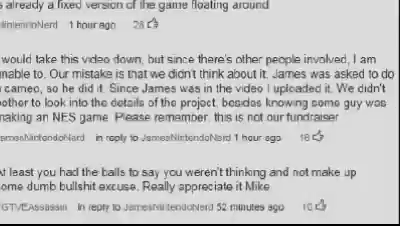 already a fixed version of the game floating around
NintendoNerd 1 hour ago 28
would take this video down, but since there's other people involved, I am
nable to. Our mistake is that we didn't think about it. James was asked to do
cameo, so he did it. Since James was in the video I uploaded it. We didn't
other to look into the details of the project, besides knowing some guy was
aking an NES game. Please remember, this is not our fundraiser
amesNintendoNerd in reply to JamesNintendoNerd 1 hour ago 18
t least you had the balls to say you weren't thinking and not make up
ome dumb bullshit excuse. Really appreciate it Mike
GTVEAssassin in reply to JamesNintendoNerd 52 minutes ago 10